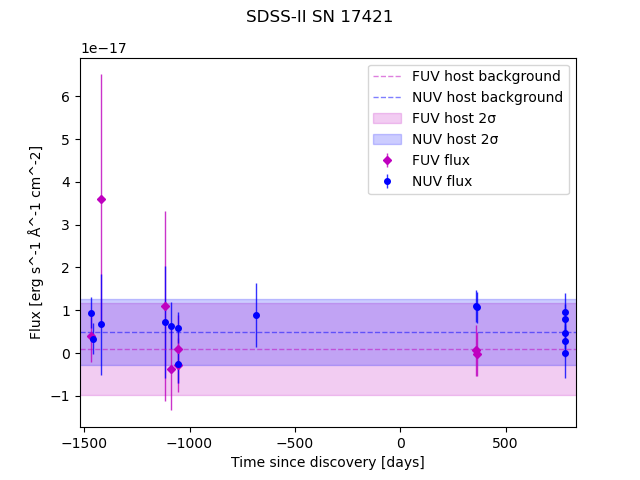 SDSS-II SN 17421
1e−17
FUV host background
NUV host background
FUV host 2σ
NUV host 2σ
FUV flux
NUV flux
6
5
4
3
2
1
0
−1
Flux [erg s^-1 Å^-1 cm^-2]
−1500
−1000
−500
0
500
Time since discovery [days]